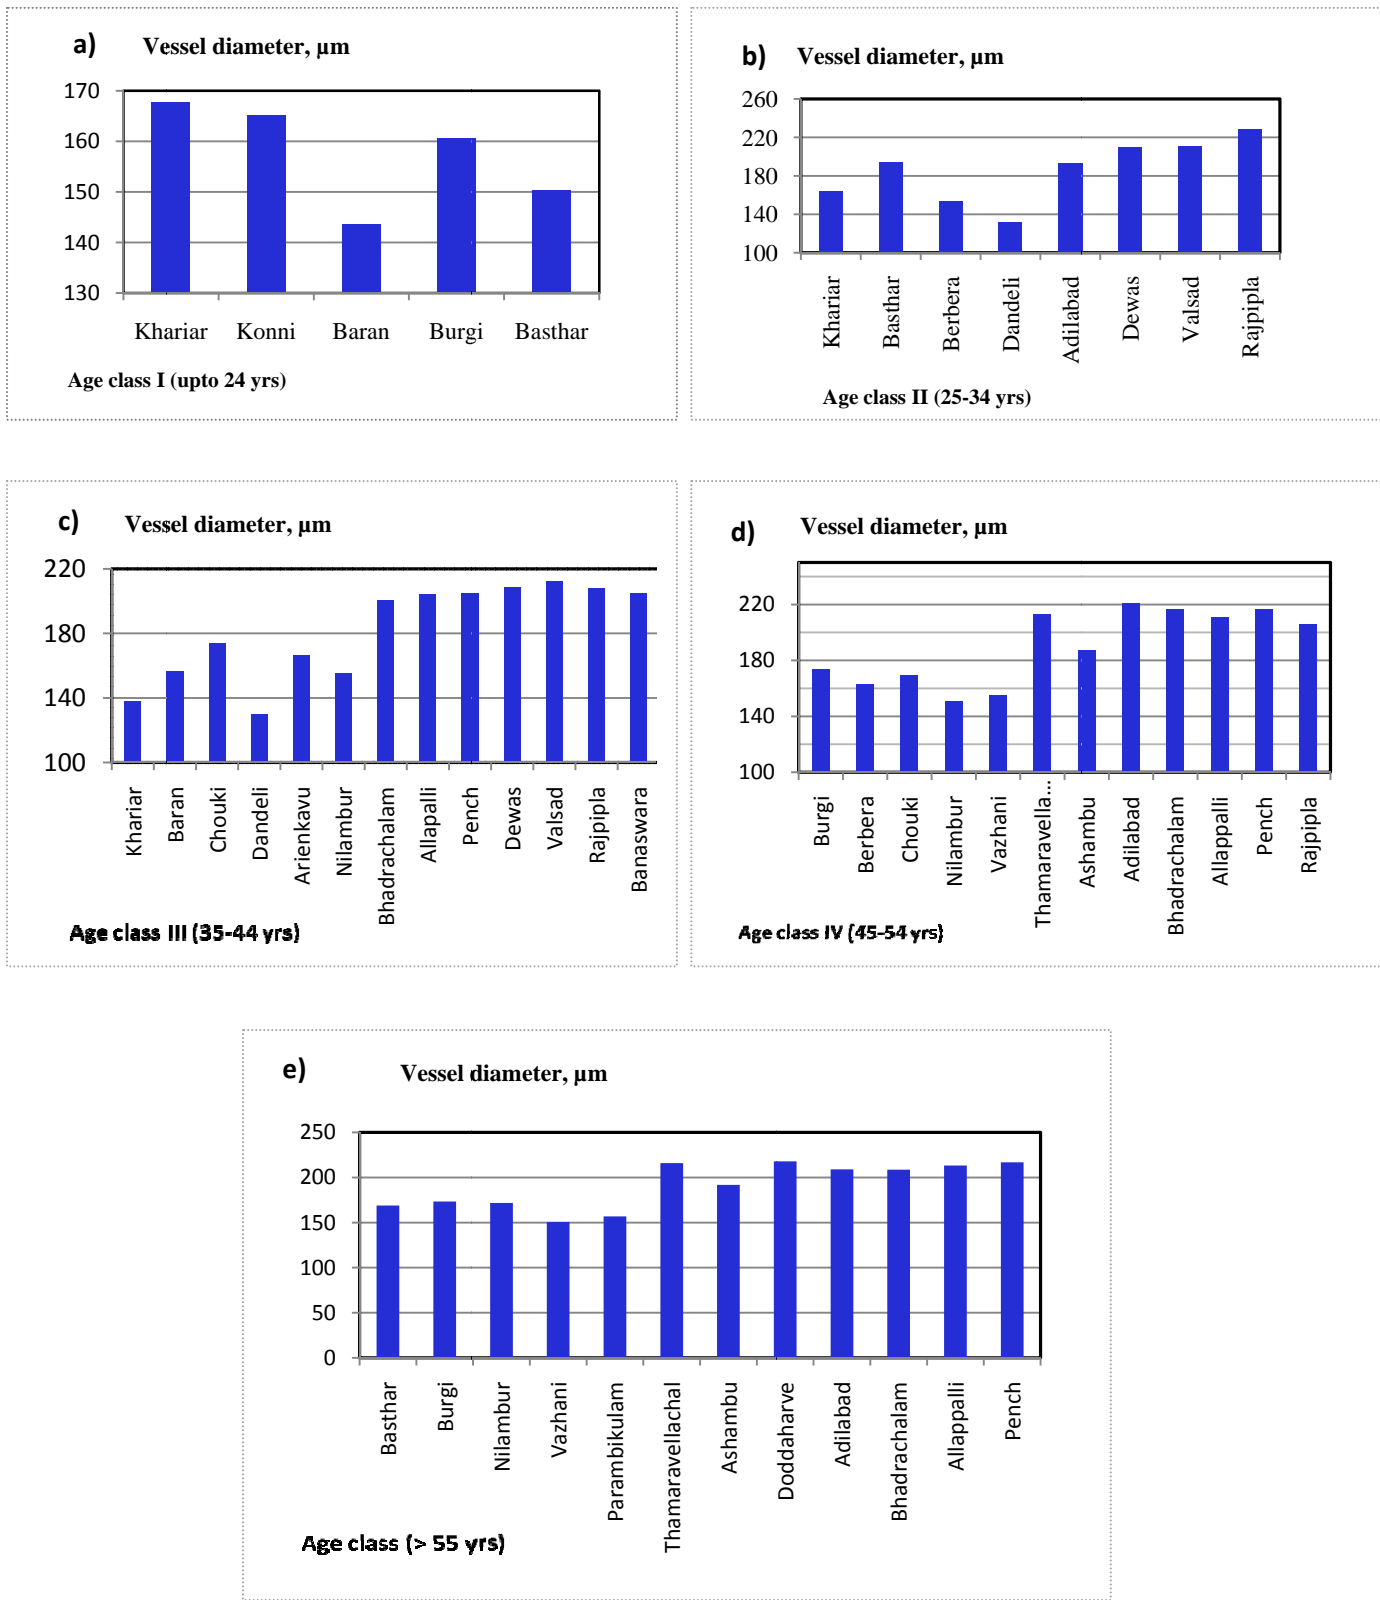 a) Vessel diameter, µm
170
160
150
140
130
Khariar Konni Baran Burgi Basthar
Age class I (upto 24 yrs)
b) Vessel diameter, µm
260
220
180
140
100
Khariar
Basthar
Berbera
Dandeli
Adilabad
Dewas
Valsad
Rajpipla
Age class II (25-34 yrs)
c) Vessel diameter, µm
220
180
140
100
Khariar
Baran
Chouki
Dandeli
Arienkavu
Nilambur
Bhadrachalam
Allapalli
Pench
Dewas
Valsad
Rajpipla
Banaswara
Age class III (35-44 yrs)
d) Vessel diameter, µm
220
180
140
100
Burgi
Berbera
Chouki
Nilambur
Vazhani
Thamaravella...
Ashambu
Adilabad
Bhadrachalam
Allappalli
Pench
Rajpipla
Age class IV (45-54 yrs)
e) Vessel diameter, µm
250
200
150
100
50
0
Basthar
Burgi
Nilambur
Vazhani
Parambikulam
Thamaravellachal
Ashambu
Doddaharve
Adilabad
Bhadrachalam
Allappalli
Pench
Age class (> 55 yrs)